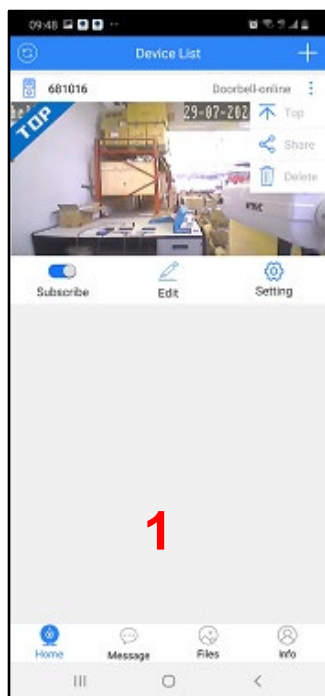 09:48
Device List
681016 Doorbell-online
TOP
29-07-202
Top
Share
Delete
Subscribe Edit Setting
1
Home Message Files Info